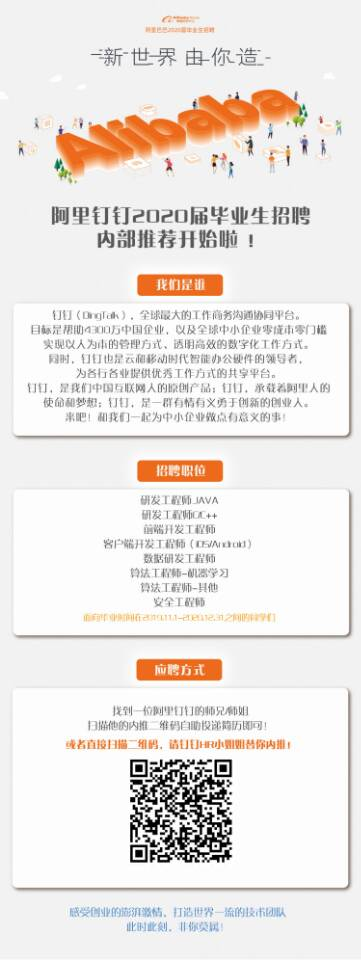 阿里巴巴2020届毕业生招聘
新世界 由你造
Alibaba
阿里钉钉2020届毕业生招聘
内部推荐开始啦！
我们是谁
钉钉（DingTalk），全球最大的工作商务沟通协同平台。
目标是帮助4300万中国企业，以及全球中小企业零成本零门槛
实现以人为本的管理方式、透明高效的数字化工作方式。
同时，钉钉也是云和移动时代智能办公硬件的领导者，
为各行各业提供优秀工作方式的共享平台。
钉钉，是我们中国互联网人的原创产品；钉钉，承载着阿里人的
使命和梦想；钉钉，是一群有情有义勇于创新的创业人。
来吧！和我们一起为中小企业做点有意义的事！
招聘职位
研发工程师JAVA
研发工程师C/C++
前端开发工程师
客户端开发工程师（iOS/Android）
数据研发工程师
算法工程师-机器学习
算法工程师-其他
安全工程师
面向毕业时间在2019.11.1-2020.12.31之间的同学们
应聘方式
找到一位阿里钉钉的师兄/师姐
扫描他的内推二维码自助投递简历即可！
或者直接扫描二维码，请钉钉HR小姐姐替你内推！
感受创业的澎湃激情，打造世界一流的技术团队
此时此刻，非你莫属！